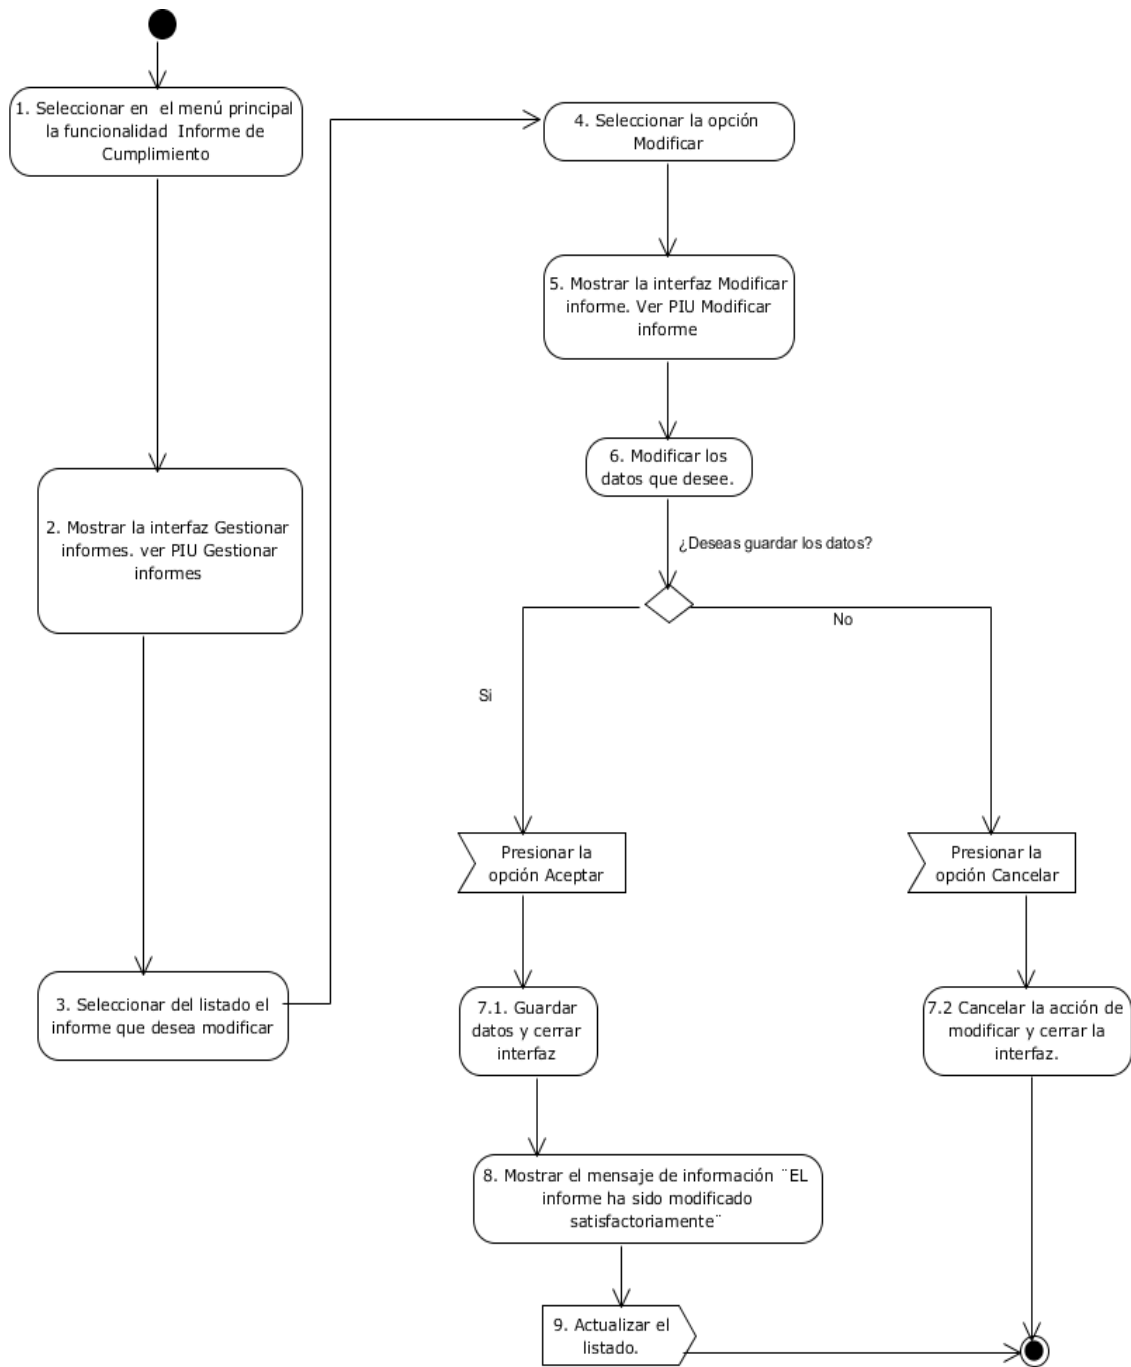 1. Seleccionar en el menú principal
la funcionalidad Informe de
Cumplimiento
2. Mostrar la interfaz Gestionar
informes. ver PIU Gestionar
informes
3. Seleccionar del listado el
informe que desea modificar
4. Seleccionar la opción
Modificar
5. Mostrar la interfaz Modificar
informe. Ver PIU Modificar
informe
6. Modificar los
datos que desee.
¿Deseas guardar los datos?
Si
No
Presionar la
opción Aceptar
Presionar la
opción Cancelar
7.1. Guardar
datos y cerrar
interfaz
7.2 Cancelar la acción de
modificar y cerrar la
interfaz.
8. Mostrar el mensaje de información ¨EL
informe ha sido modificado
satisfactoriamente¨
9. Actualizar el
listado.